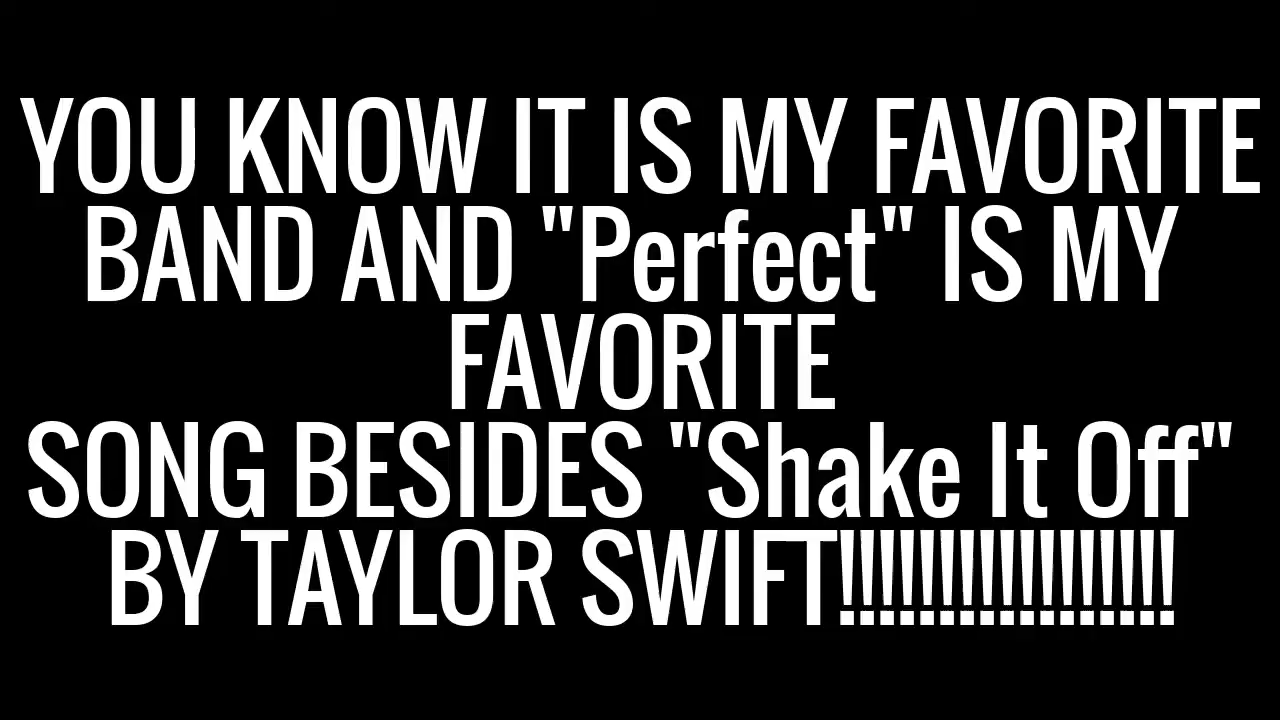 YOU KNOW IT IS MY FAVORITE
BAND AND "Perfect" IS MY
FAVORITE
SONG BESIDES "Shake It Off"
BY TAYLOR SWIFT!!!!!!!!!!!!!!!!!